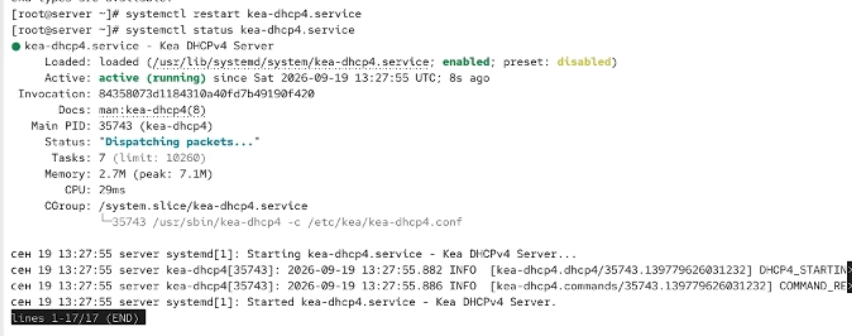 [root@server ~]# systemctl restart kea-dhcp4.service
[root@server ~]# systemctl status kea-dhcp4.service
● kea-dhcp4.service - Kea DHCPv4 Server
Loaded: loaded (/usr/lib/systemd/system/kea-dhcp4.service; enabled; preset: disabled)
Active: active (running) since Sat 2026-09-19 13:27:55 UTC; 8s ago
Invocation: 84358073d1184310a40fd7b49190f420
Docs: man:kea-dhcp4(8)
Main PID: 35743 (kea-dhcp4)
Status: "Dispatching packets..."
Tasks: 7 (limit: 10260)
Memory: 2.7M (peak: 7.1M)
CPU: 29ms
CGroup: /system.slice/kea-dhcp4.service
└─35743 /usr/sbin/kea-dhcp4 -c /etc/kea/kea-dhcp4.conf
сен 19 13:27:55 server systemd[1]: Starting kea-dhcp4.service - Kea DHCPv4 Server...
сен 19 13:27:55 server kea-dhcp4[35743]: 2026-09-19 13:27:55.882 INFO [kea-dhcp4.dhcp4/35743.139779626031232] DHCP4_STARTIN>
сен 19 13:27:55 server kea-dhcp4[35743]: 2026-09-19 13:27:55.886 INFO [kea-dhcp4.commands/35743.139779626031232] COMMAND_RE>
сен 19 13:27:55 server systemd[1]: Started kea-dhcp4.service - Kea DHCPv4 Server.
lines 1-17/17 (END)